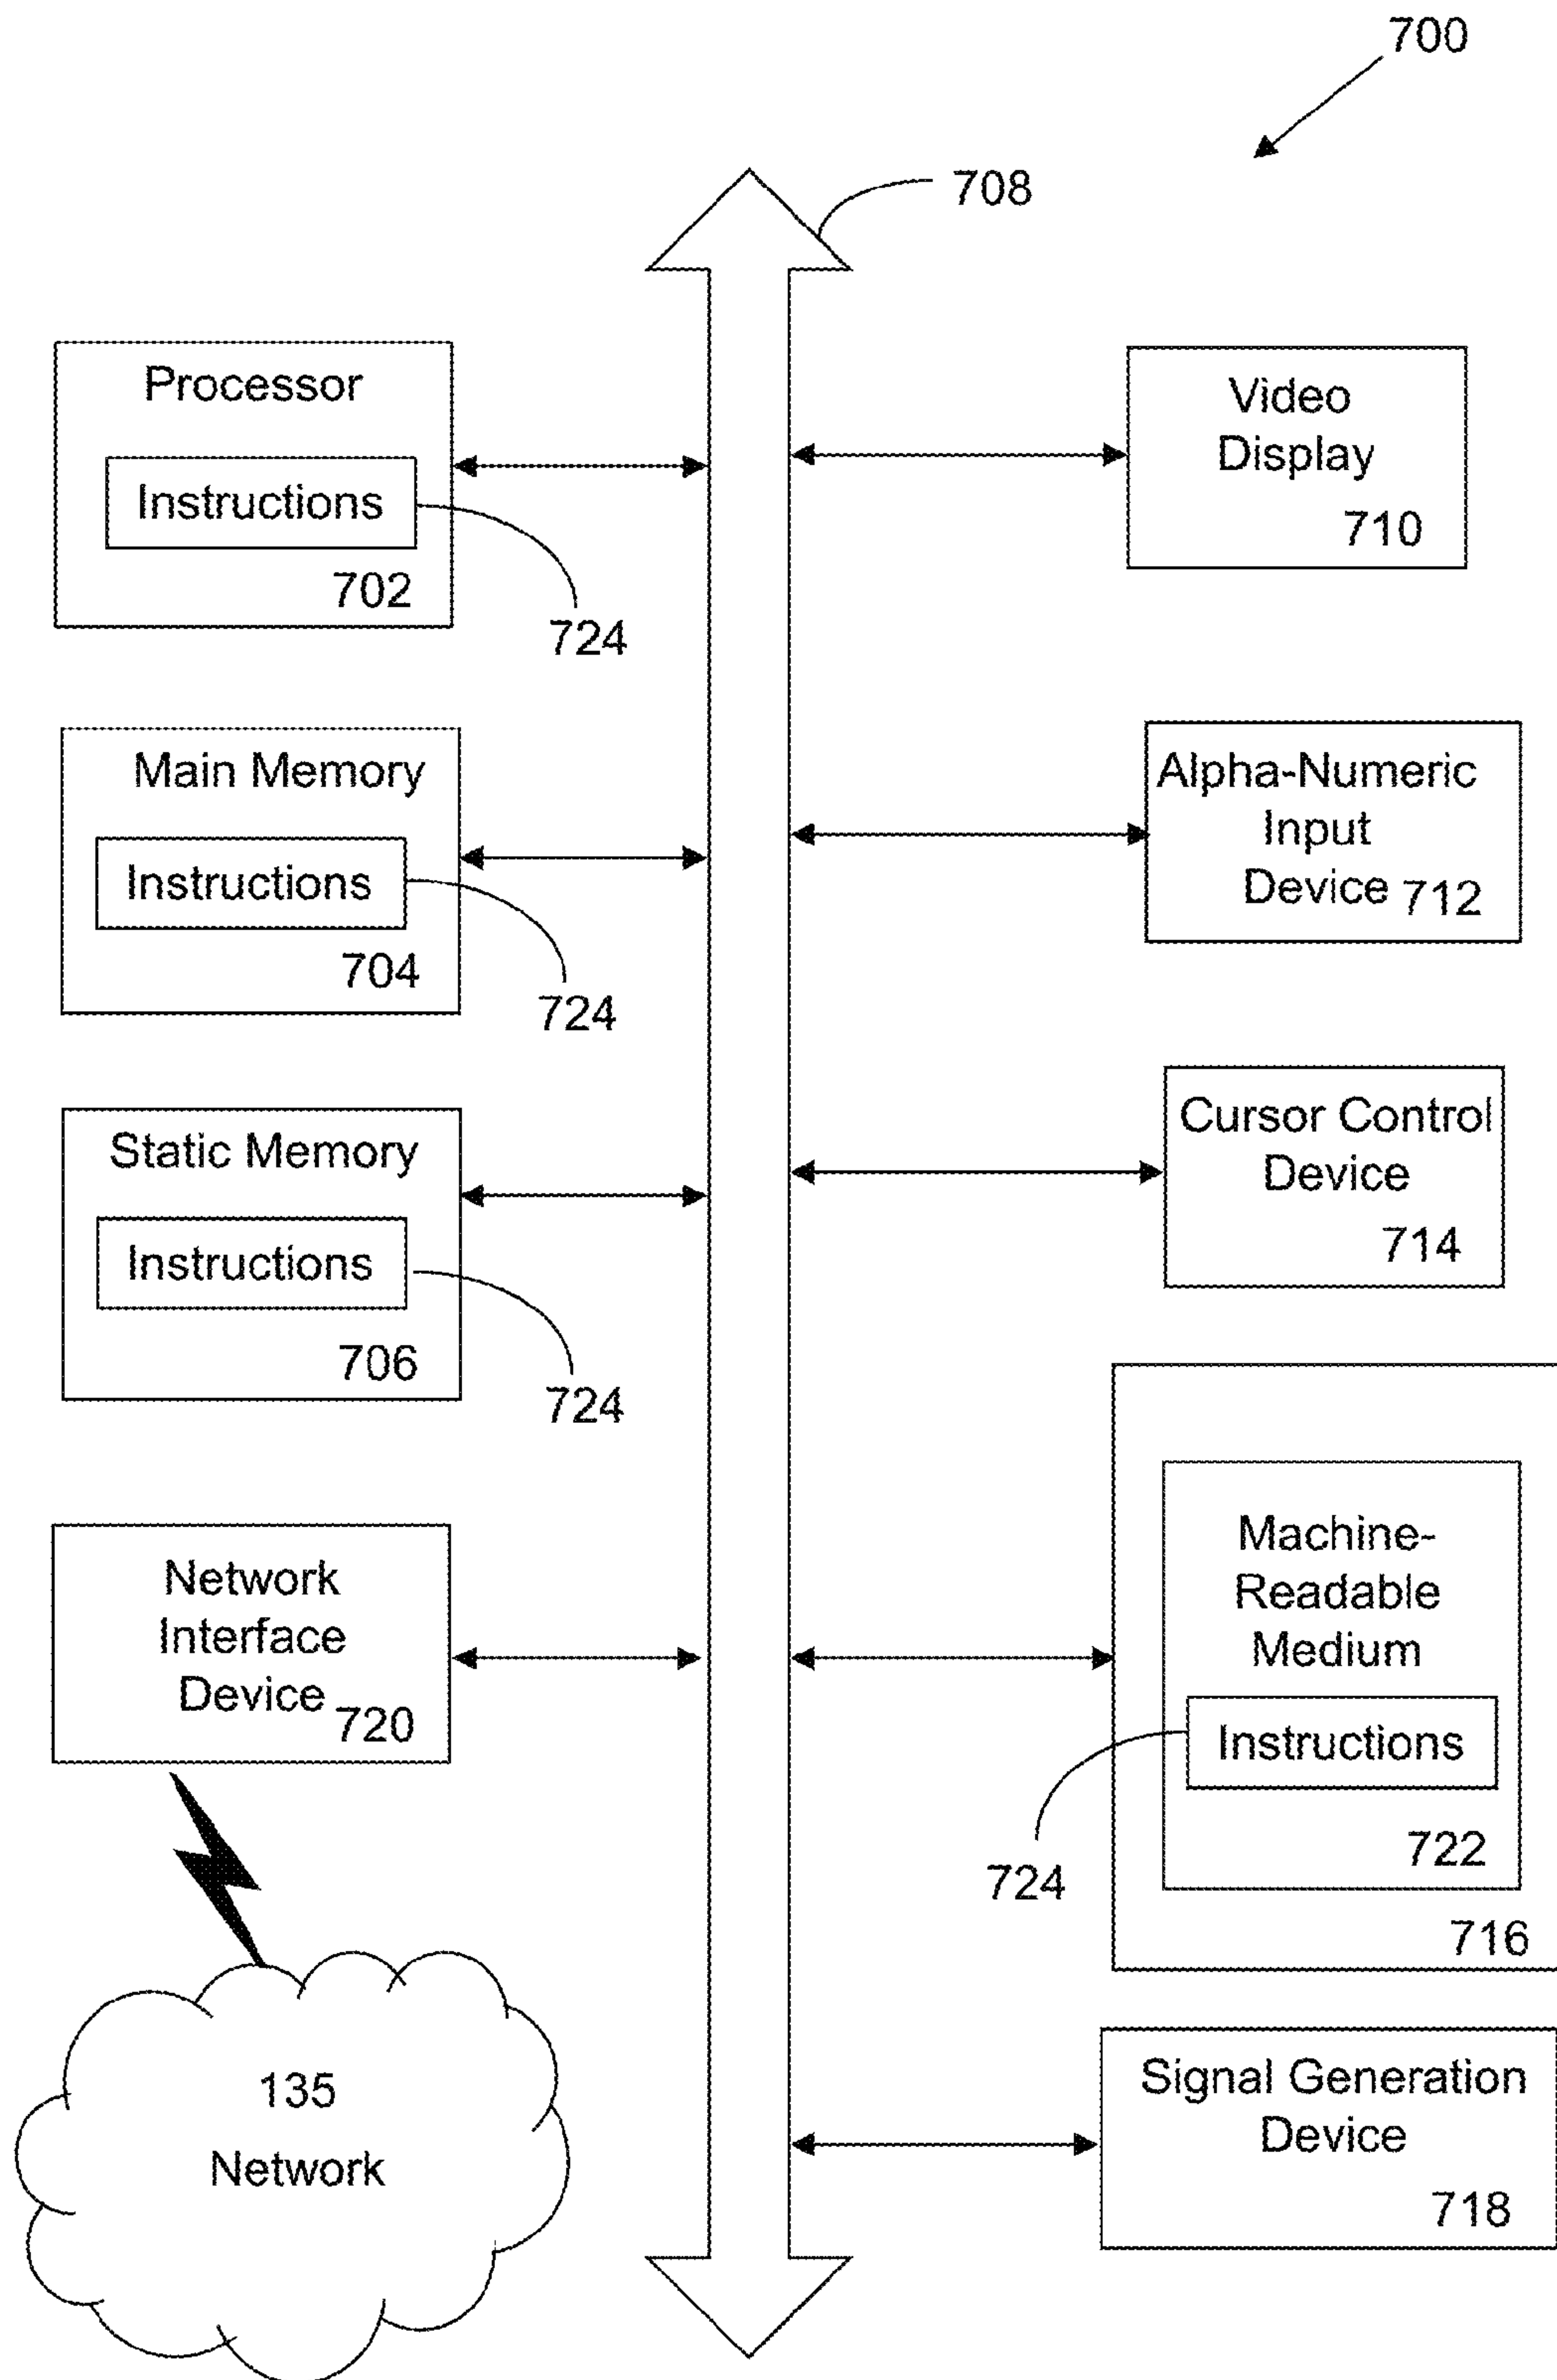 700
708
Processor
Instructions
702
724
Main Memory
Instructions
704
724
Static Memory
Instructions
706
724
Network
Interface
Device
720
135
Network
Video
Display
710
Alpha-Numeric
Input
Device 712
Cursor Control
Device
714
Machine-
Readable
Medium
Instructions
724
722
716
Signal Generation
Device
718